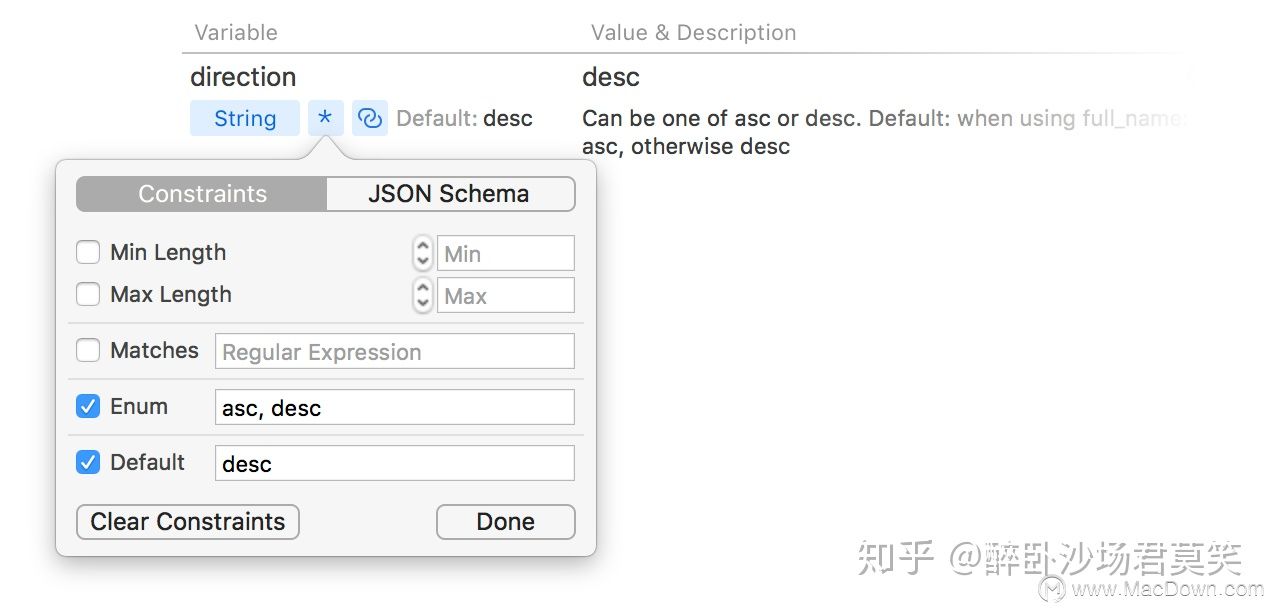 Variable
Value & Description
direction
desc
String * Default: desc
Can be one of asc or desc. Default: when using full_name:
asc, otherwise desc
Constraints
JSON Schema
Min Length
Min
Max Length
Max
Matches
Regular Expression
Enum
asc, desc
Default
desc
Clear Constraints
Done
知乎 @醉卧沙场君莫笑
www.MacDown.com